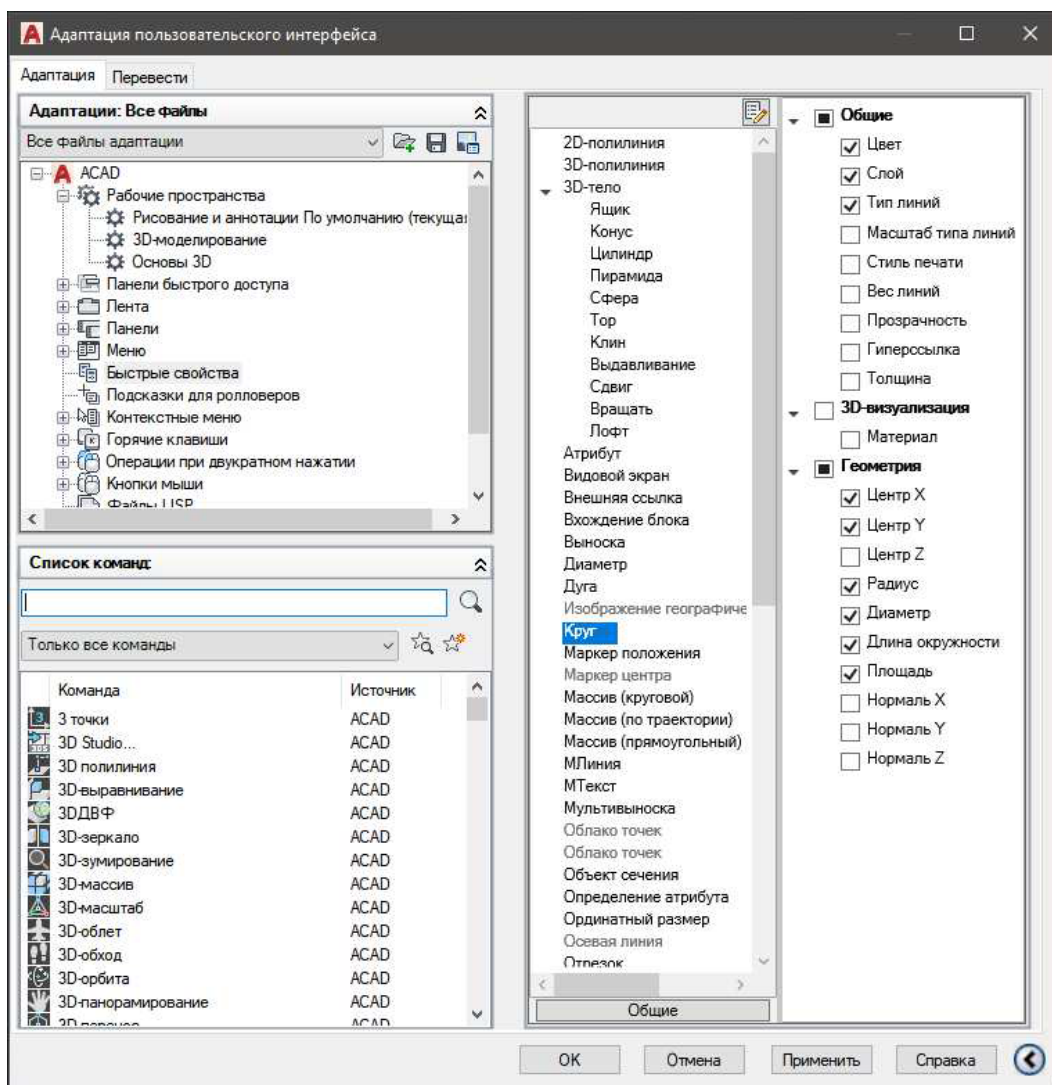 Адаптация пользовательского интерфейса
Адаптация Перевести
Адаптации: Все файлы
Все файлы адаптации
ACAD
Рабочие пространства
Рисование и аннотации По умолчанию (текущая
3D-моделирование
Основы 3D
Панели быстрого доступа
Лента
Панели
Меню
Быстрые свойства
Подсказки для ролловеров
Контекстные меню
Горячие клавиши
Операции при двукратном нажатии
Кнопки мыши
Файлы LISP
Список команд:
Только все команды
Команда Источник
3 точки ACAD
3D Studio... ACAD
3D полилиния ACAD
3D-выравнивание ACAD
3DДВФ ACAD
3D-зеркало ACAD
3D-зумирование ACAD
3D-массив ACAD
3D-масштаб ACAD
3D-облет ACAD
3D-обход ACAD
3D-орбита ACAD
3D-панорамирование ACAD
3D-перенос ACAD
2D-полилиния
3D-полилиния
3D-тело
Ящик
Конус
Цилиндр
Пирамида
Сфера
Тор
Клин
Выдавливание
Сдвиг
Вращать
Лофт
Атрибут
Видовой экран
Внешняя ссылка
Вхождение блока
Выноска
Диаметр
Дуга
Изображение географиче
Круг
Маркер положения
Маркер центра
Массив (круговой)
Массив (по траектории)
Массив (прямоугольный)
МЛиния
МТекст
Мультивыноска
Облако точек
Облако точек
Объект сечения
Определение атрибута
Ординатный размер
Осевая линия
Отрезок
Общие
Общие
Цвет
Слой
Тип линий
Масштаб типа линий
Стиль печати
Вес линий
Прозрачность
Гиперссылка
Толщина
3D-визуализация
Материал
Геометрия
Центр X
Центр Y
Центр Z
Радиус
Диаметр
Длина окружности
Площадь
Нормаль X
Нормаль Y
Нормаль Z
OK Отмена Применить Справка